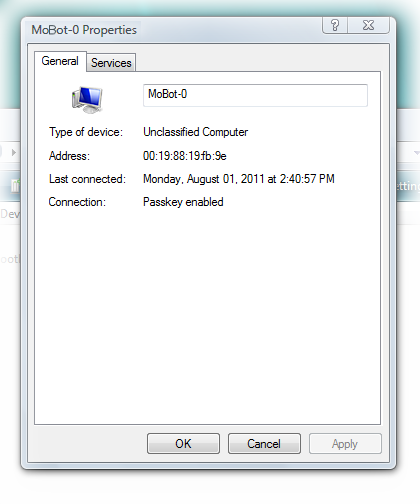 MoBot-0 Properties
General
Services
MoBot-0
Type of device: Unclassified Computer
Address: 00:19:88:19:fb:9e
Last connected: Monday, August 01, 2011 at 2:40:57 PM
Connection: Passkey enabled
OK
Cancel
Apply